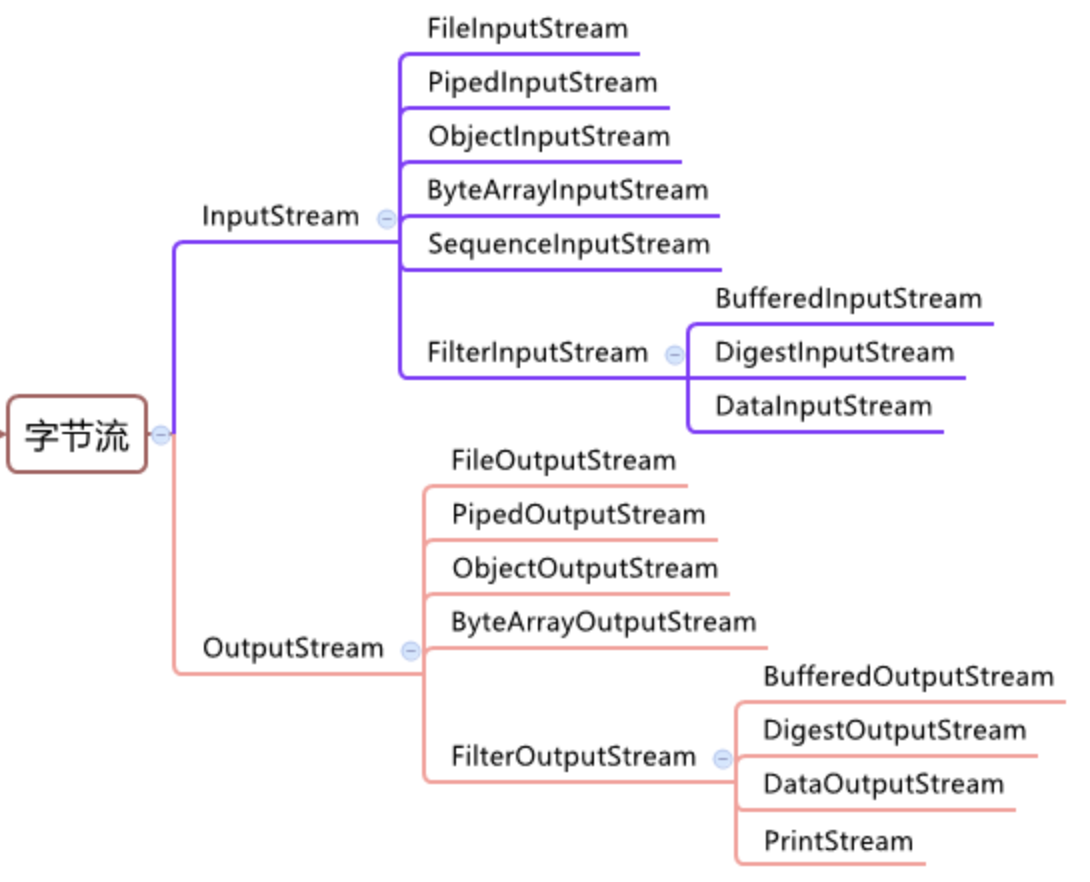 FileInputStream
PipedInputStream
ObjectInputStream
ByteArrayInputStream
InputStream
SequenceInputStream
BufferedInputStream
FilterInputStream
DigestInputStream
DataInputStream
字节流
FileOutputStream
PipedOutputStream
ObjectOutputStream
ByteArrayOutputStream
OutputStream
BufferedOutputStream
DigestOutputStream
FilterOutputStream
DataOutputStream
PrintStream